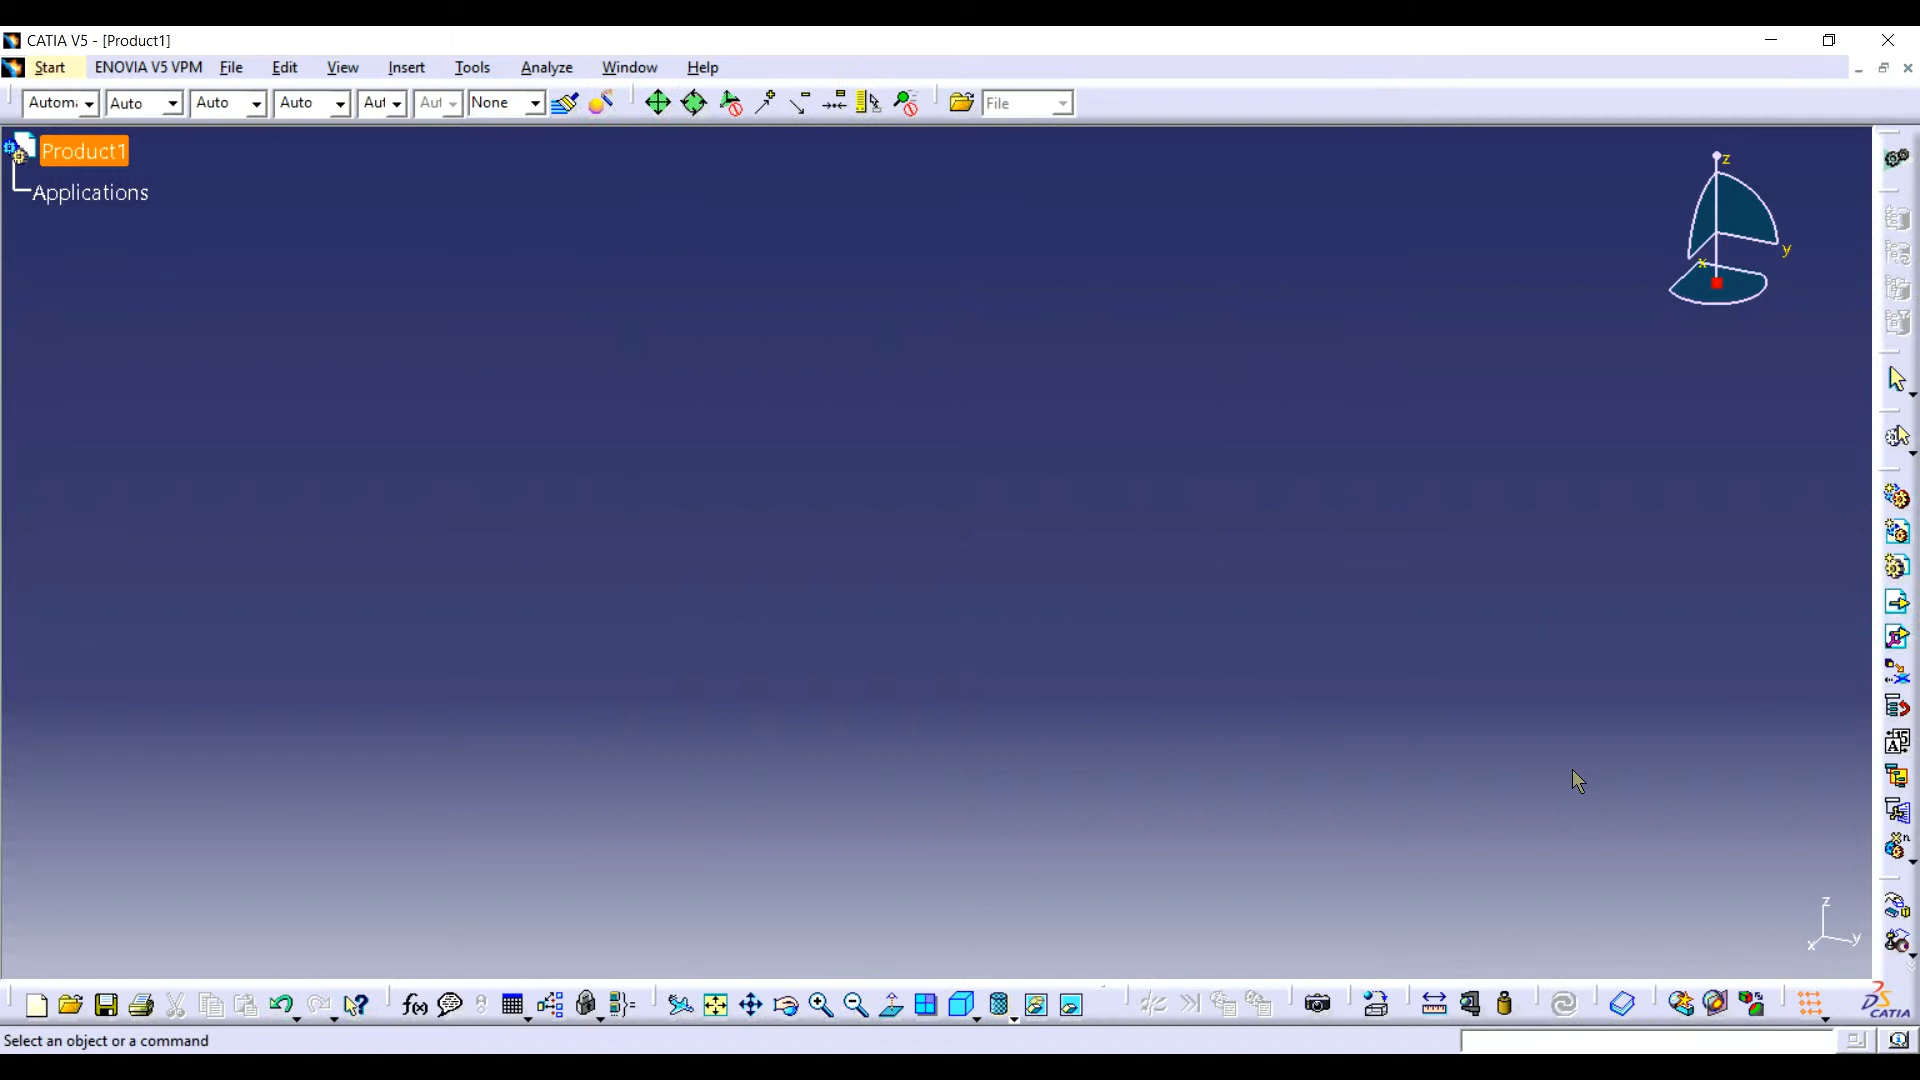 CATIA V5 - [Product1]
Start ENOVIA V5 VPM File Edit View Insert Tools Analyze Window Help
Autom Auto Auto Auto Aut Aut None File
Product1
Applications
z
y
x
z
x y
f(x)
CATIA
Select an object or a command